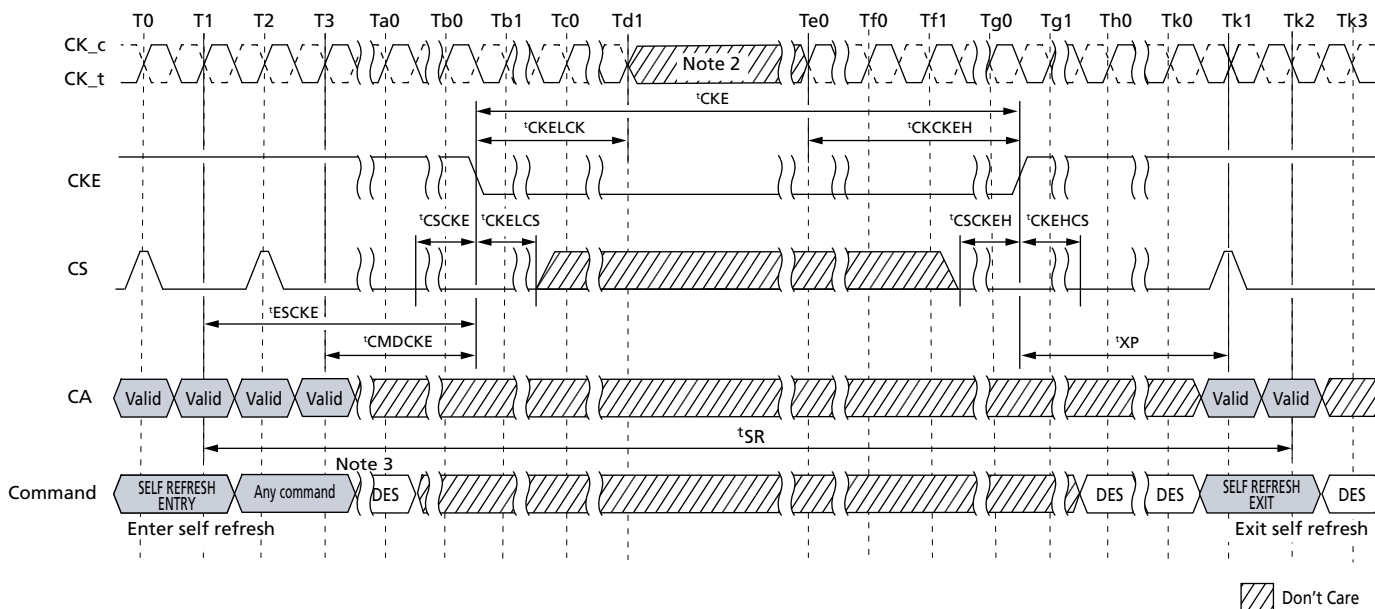 T0 T1 T2 T3 Ta0 Tb0 Tb1 Tc0 Td1 Te0 Tf0 Tf1 Tg0 Tg1 Th0 Tk0 Tk1 Tk2 Tk3
CK_c
CK_t
Note 2
tCKE
tCKELCK tCKCKEH
CKE
tCSCKE tCKELCS tCSCKEH tCKEHCS
CS
tESCKE
tCMDCKE tXP
CA Valid Valid Valid Valid Valid Valid
tSR
Note 3
Command SELF REFRESH ENTRY Any command DES DES DES SELF REFRESH EXIT DES
Enter self refresh Exit self refresh
Don't Care